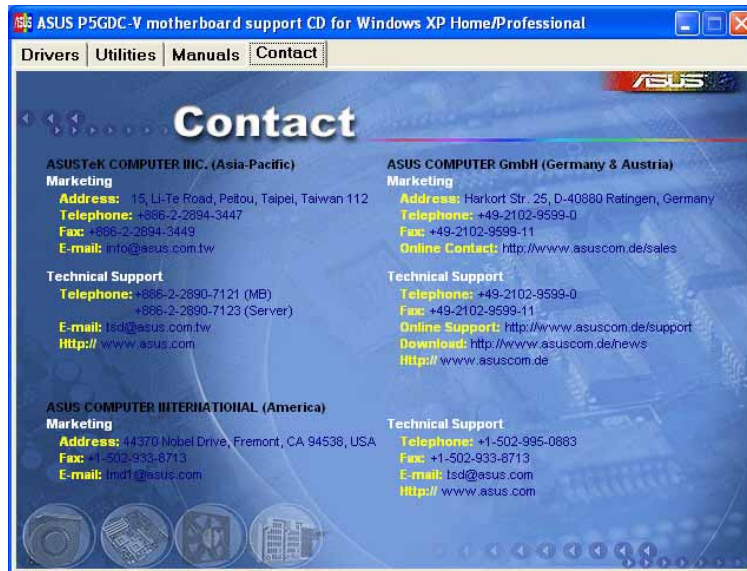 ASUS P5GDC-V motherboard support CD for Windows XP Home/Professional
Drivers Utilities Manuals Contact
ASUS
Contact
ASUSTeK COMPUTER INC. (Asia-Pacific)
Marketing
Address: 15, Li-Te Road, Peitou, Taipei, Taiwan 112
Telephone: +886-2-2894-3447
Fax: +886-2-2894-3449
E-mail: info@asus.com.tw
Technical Support
Telephone: +886-2-2890-7121 (MB)
+886-2-2890-7123 (Server)
E-mail: tsd@asus.com.tw
Http:// www.asus.com
ASUS COMPUTER GmbH (Germany & Austria)
Marketing
Address: Harkort Str. 25, D-40880 Ratingen, Germany
Telephone: +49-2102-9599-0
Fax: +49-2102-9599-11
Online Contact: http://www.asuscom.de/sales
Technical Support
Telephone: +49-2102-9599-0
Fax: +49-2102-9599-11
Online Support: http://www.asuscom.de/support
Download: http://www.asuscom.de/news
Http:// www.asuscom.de
ASUS COMPUTER INTERNATIONAL (America)
Marketing
Address: 44370 Nobel Drive, Fremont, CA 94538, USA
Fax: +1-502-933-8713
E-mail: tmd1@asus.com
Technical Support
Telephone: +1-502-995-0883
Fax: +1-502-933-8713
E-mail: tsd@asus.com
Http:// www.asus.com